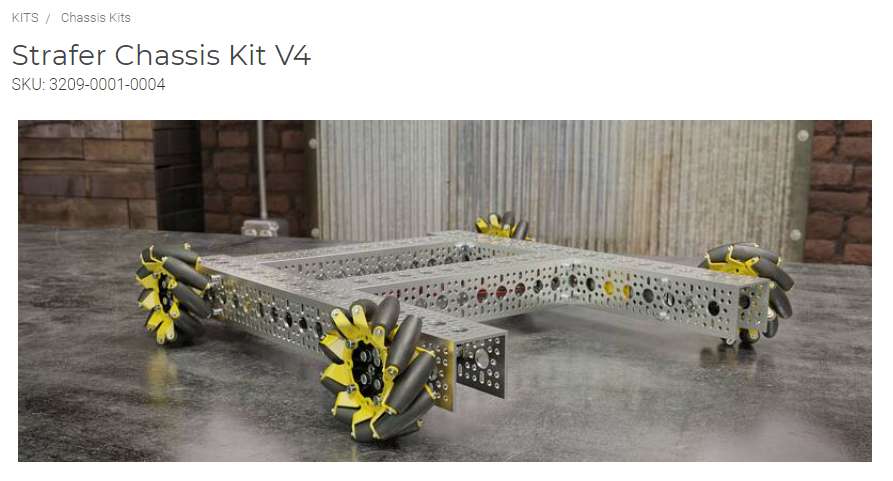 KITS / Chassis Kits
Strafer Chassis Kit V4
SKU: 3209-0001-0004